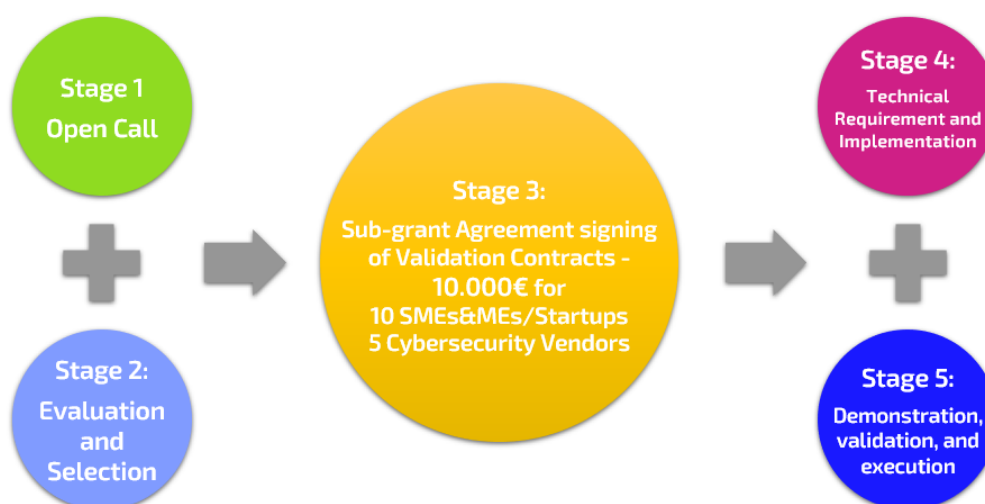 Stage 1
Open Call
Stage 2:
Evaluation
and
Selection
Stage 3:
Sub-grant Agreement signing
of Validation Contracts -
10.000€ for
10 SMEs&MEs/Startups
5 Cybersecurity Vendors
Stage 4:
Technical
Requirement and
Implementation
Stage 5:
Demonstration,
validation, and
execution